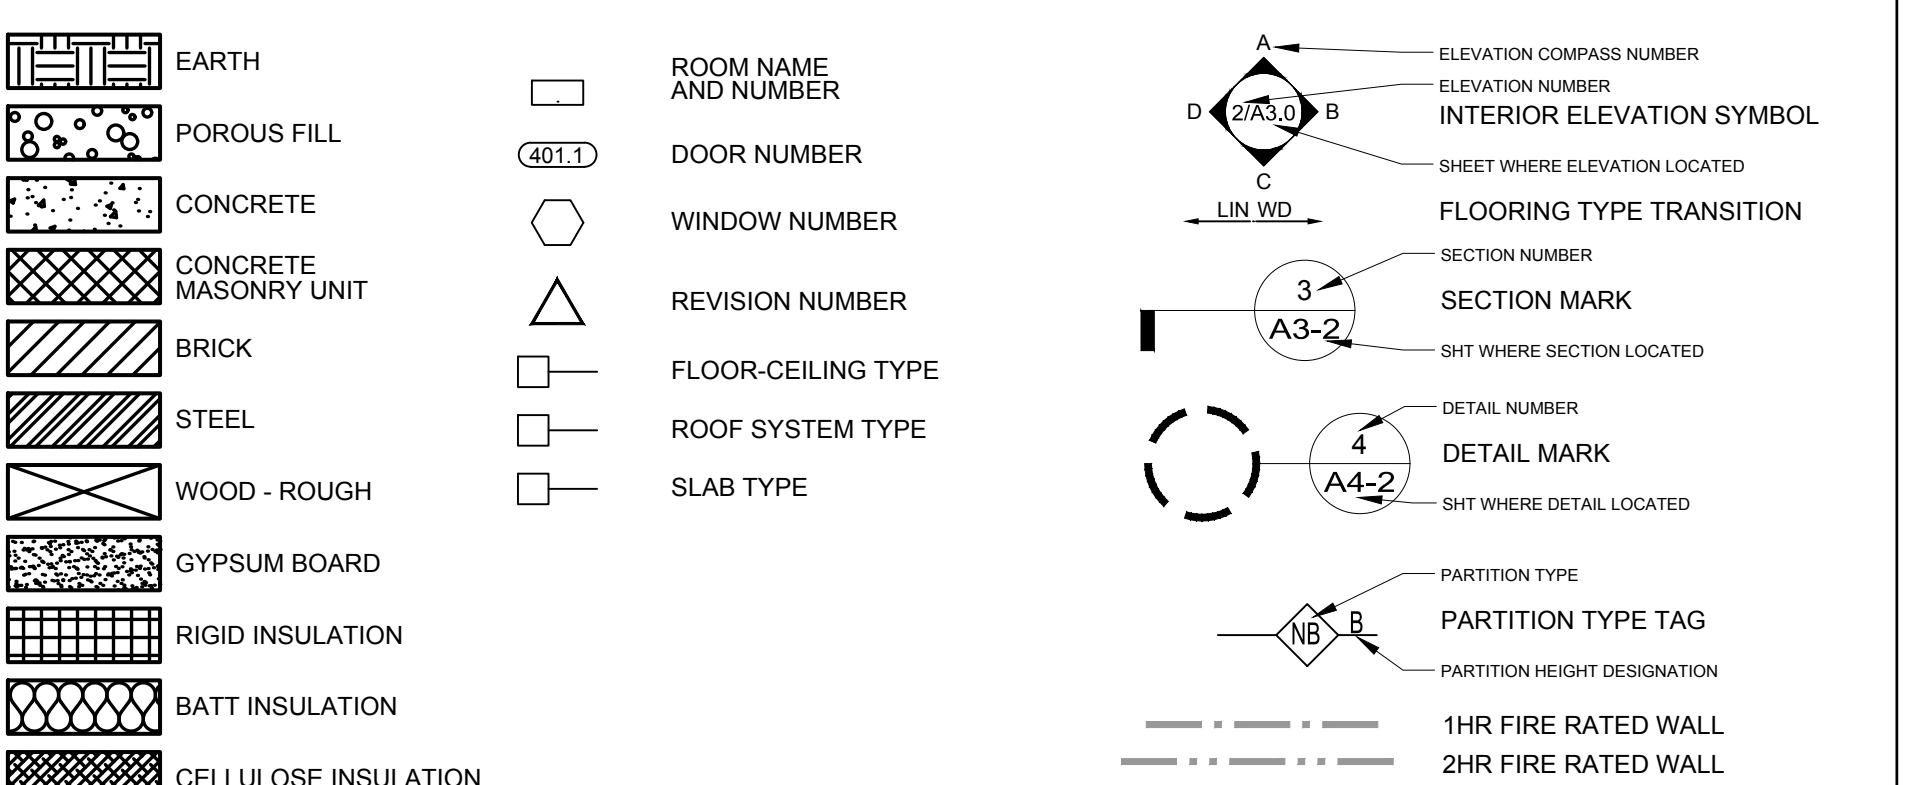 EARTH
POROUS FILL
CONCRETE
CONCRETE
MASONRY UNIT
BRICK
STEEL
WOOD - ROUGH
GYPSUM BOARD
RIGID INSULATION
BATT INSULATION
CELLULOSE INSULATION
ROOM NAME
AND NUMBER
401.1
DOOR NUMBER
WINDOW NUMBER
REVISION NUMBER
FLOOR-CEILING TYPE
ROOF SYSTEM TYPE
SLAB TYPE
A
ELEVATION COMPASS NUMBER
ELEVATION NUMBER
D 2/A3.0 B
INTERIOR ELEVATION SYMBOL
SHEET WHERE ELEVATION LOCATED
C
LIN WD
FLOORING TYPE TRANSITION
SECTION NUMBER
3
SECTION MARK
A3-2
SHT WHERE SECTION LOCATED
DETAIL NUMBER
4
DETAIL MARK
A4-2
SHT WHERE DETAIL LOCATED
PARTITION TYPE
NB B
PARTITION TYPE TAG
PARTITION HEIGHT DESIGNATION
1HR FIRE RATED WALL
2HR FIRE RATED WALL